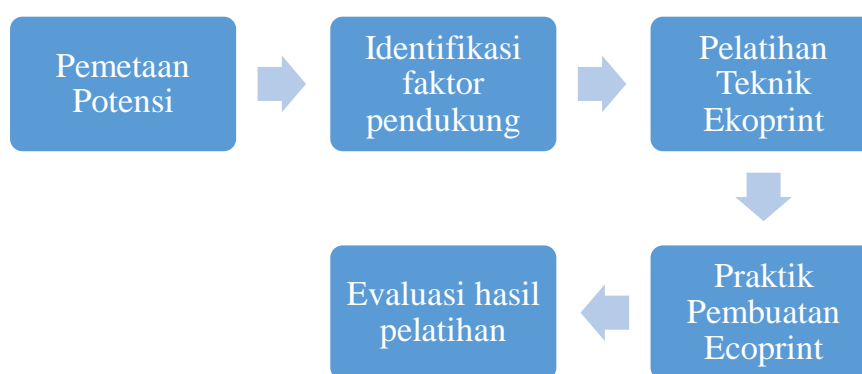 Pemetaan
Potensi
Identifikasi
faktor
pendukung
Pelatihan
Teknik
Ekoprint
Praktik
Pembuatan
Ecoprint
Evaluasi hasil
pelatihan